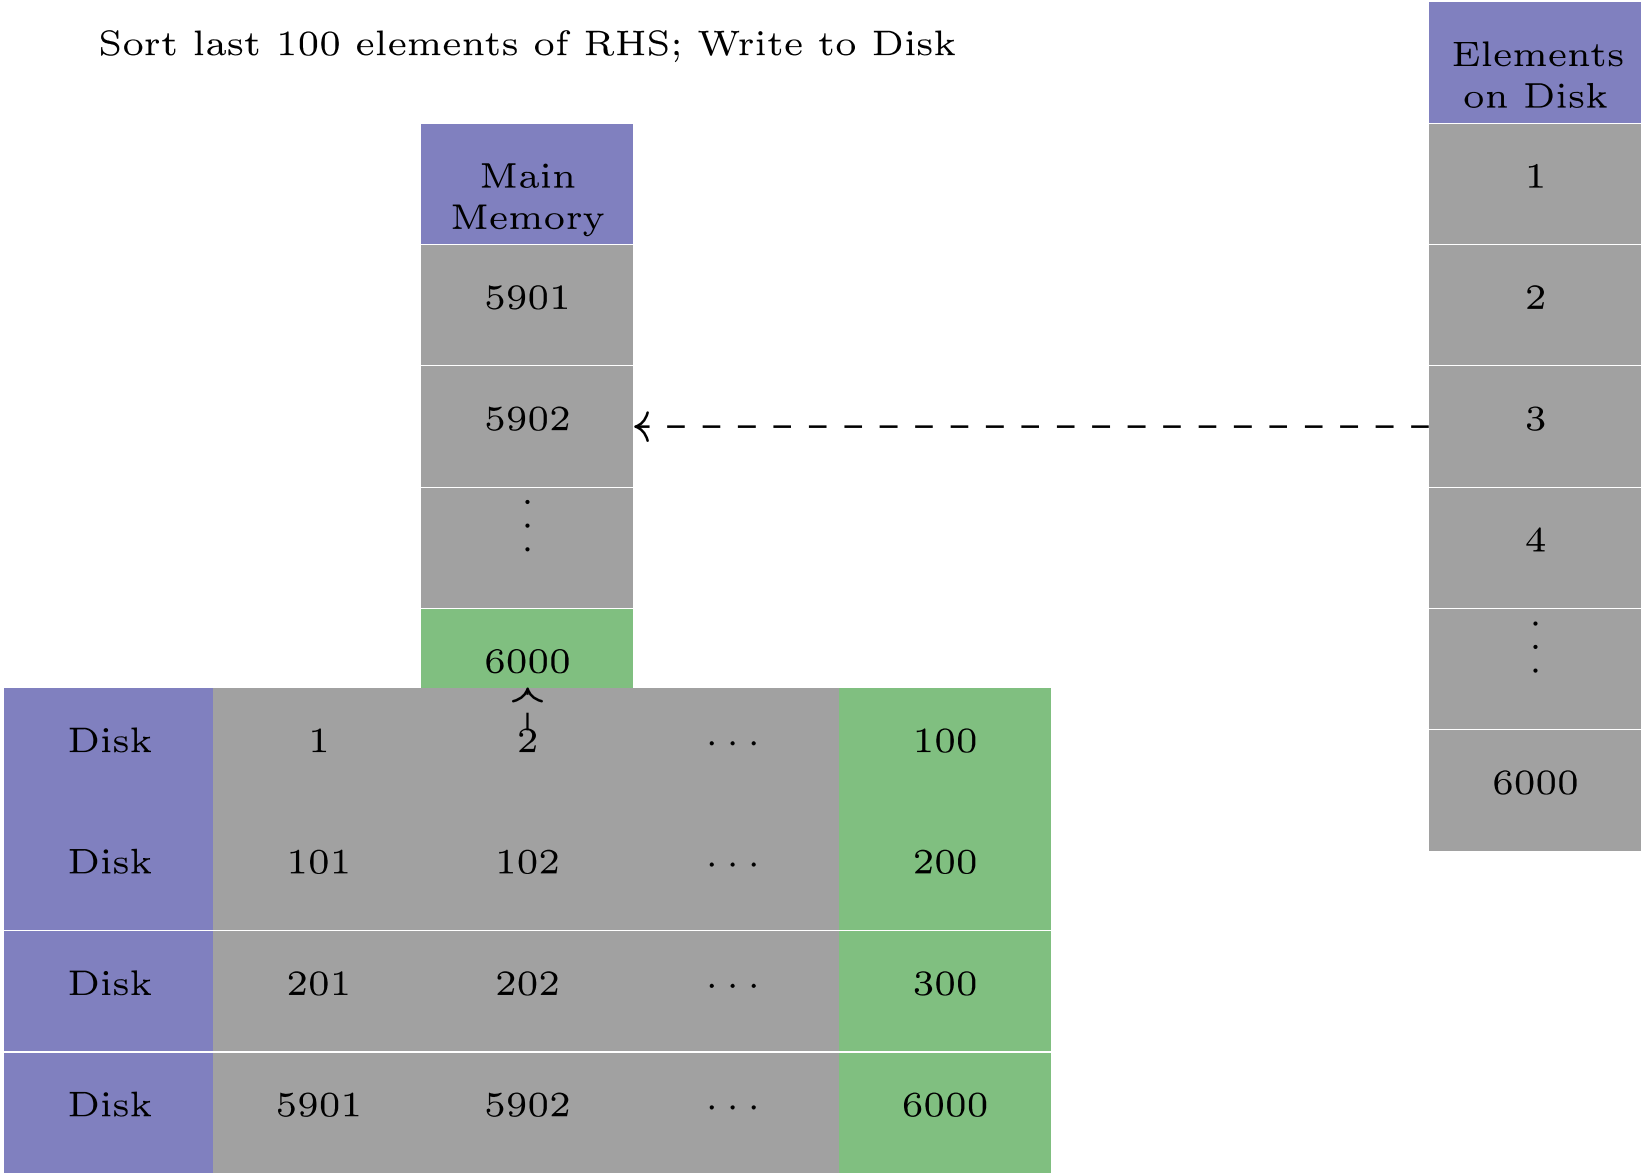 Sort last 100 elements of RHS; Write to Disk
Elements
on Disk
1
2
3
4
⋮
6000
Main
Memory
5901
5902
⋮
6000
Disk 1 2 ··· 100
Disk 101 102 ··· 200
Disk 201 202 ··· 300
Disk 5901 5902 ··· 6000